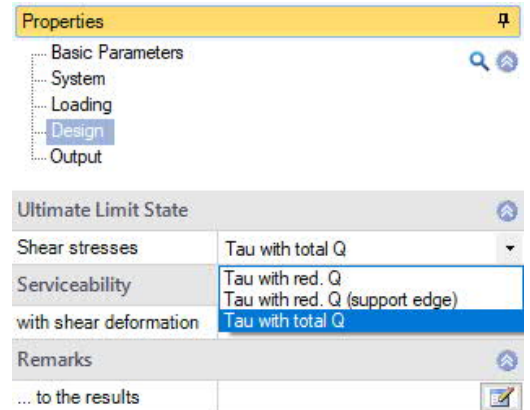 Properties
Basic Parameters
System
Loading
Design
Output
Ultimate Limit State
Shear stresses Tau with total Q
Serviceability Tau with red. Q
Tau with red. Q (support edge)
with shear deformation Tau with total Q
Remarks
... to the results